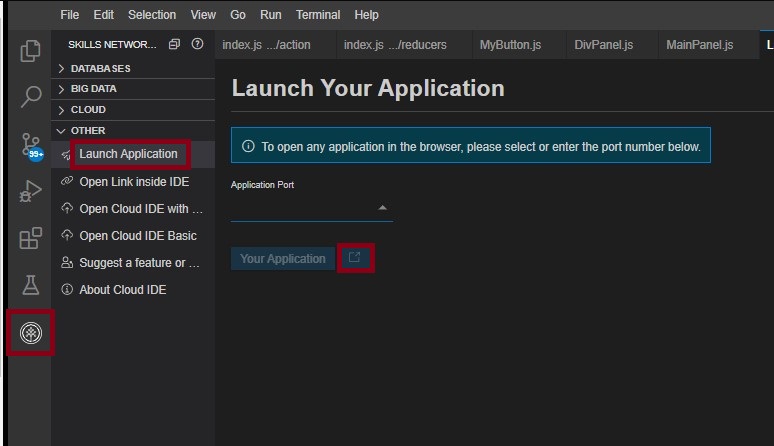 File Edit Selection View Go Run Terminal Help
SKILLS NETWOR...
index.js .../action index.js .../reducers MyButton.js DivPanel.js MainPanel.js L
DATABASES
BIG DATA
CLOUD
OTHER
Launch Application
Open Link inside IDE
Open Cloud IDE with ...
Open Cloud IDE Basic
Suggest a feature or ...
About Cloud IDE
99+
Launch Your Application
To open any application in the browser, please select or enter the port number below.
Application Port
Your Application